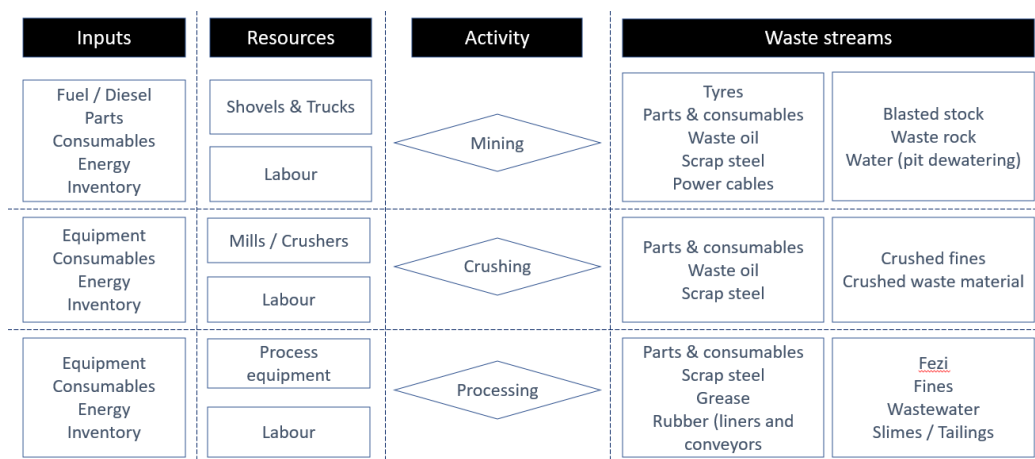 Inputs
Resources
Activity
Waste streams
Fuel / Diesel
Parts
Consumables
Energy
Inventory
Shovels & Trucks
Labour
Mining
Tyres
Parts & consumables
Waste oil
Scrap steel
Power cables
Blasted stock
Waste rock
Water (pit dewatering)
Equipment
Consumables
Energy
Inventory
Mills / Crushers
Labour
Crushing
Parts & consumables
Waste oil
Scrap steel
Crushed fines
Crushed waste material
Equipment
Consumables
Energy
Inventory
Process
equipment
Labour
Processing
Parts & consumables
Scrap steel
Grease
Rubber (liners and
conveyors
Fezi
Fines
Wastewater
Slimes / Tailings